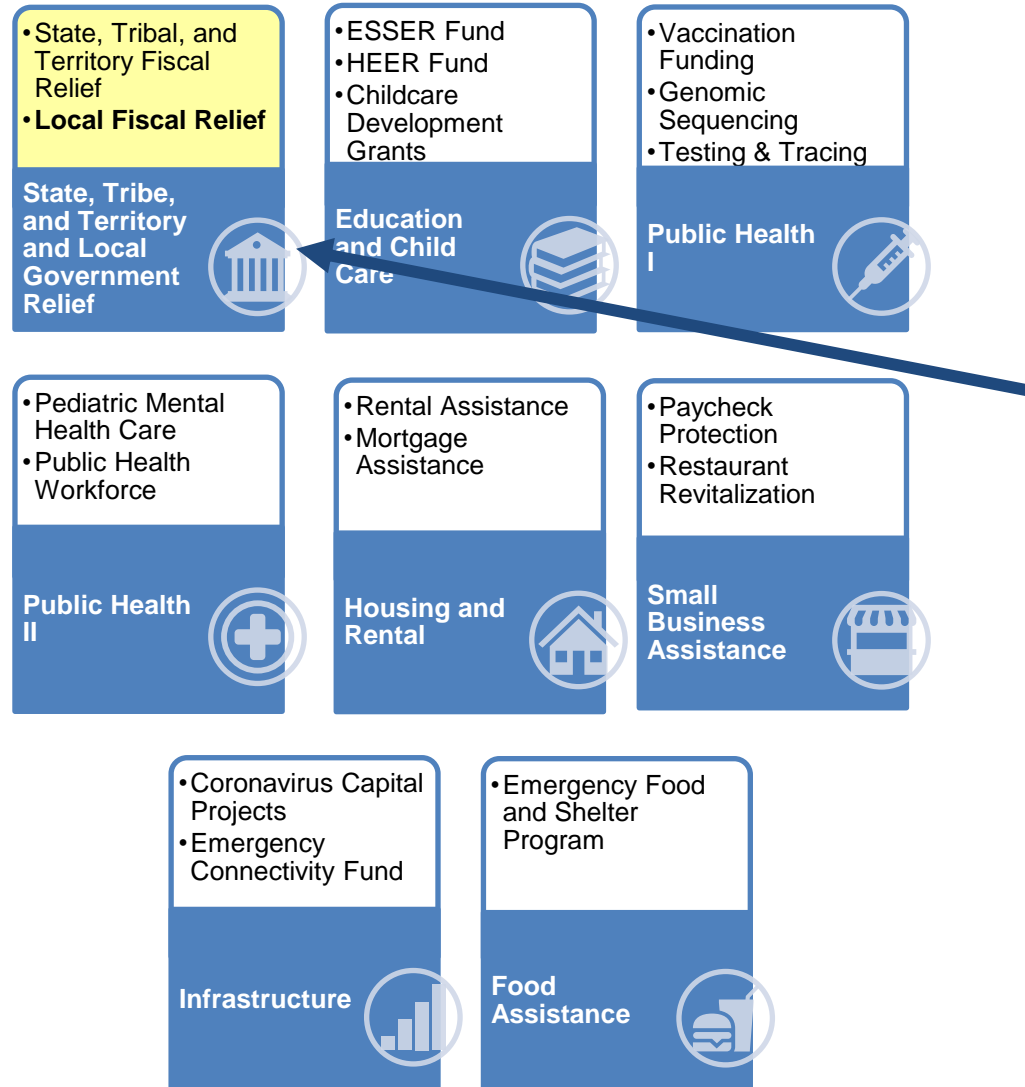 •State, Tribal, and
Territory Fiscal
Relief
•Local Fiscal Relief
State, Tribe,
and Territory
and Local
Government
Relief
•ESSER Fund
•HEER Fund
•Childcare
Development
Grants
Education
and Child
Care
•Vaccination
Funding
•Genomic
Sequencing
•Testing & Tracing
Public Health
I
•Pediatric Mental
Health Care
•Public Health
Workforce
Public Health
II
•Rental Assistance
•Mortgage
Assistance
Housing and
Rental
•Paycheck
Protection
•Restaurant
Revitalization
Small
Business
Assistance
•Coronavirus Capital
Projects
•Emergency
Connectivity Fund
Infrastructure
•Emergency Food
and Shelter
Program
Food
Assistance